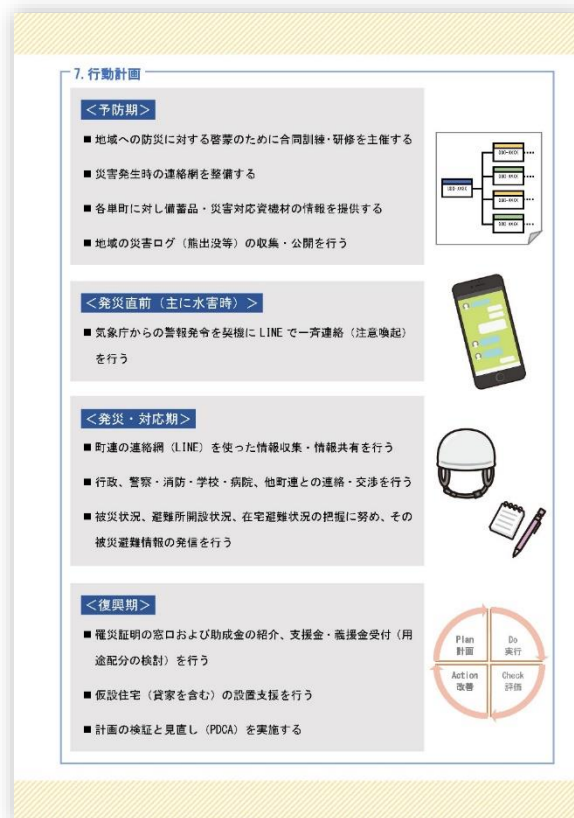 7. 行動計画
＜予防期＞
■ 地域への防災に対する啓蒙のために合同訓練・研修を主催する
■ 災害発生時の連絡網を整備する
■ 各単町に対し備蓄品・災害対応資機材の情報を提供する
■ 地域の災害ログ（熊出没等）の収集・公開を行う
＜発災直前（主に水害時）＞
■ 気象庁からの警報発令を契機に LINE で一斉連絡（注意喚起）
を行う
＜発災・対応期＞
■ 町連の連絡網（LINE）を使った情報収集・情報共有を行う
■ 行政、警察・消防・学校・病院、他町連との連絡・交渉を行う
■ 被災状況、避難所開設状況、在宅避難状況の把握に努め、その
被災避難情報の発信を行う
＜復興期＞
■ 罹災証明の窓口および助成金の紹介、支援金・義援金受付（用
途配分の検討）を行う
■ 仮設住宅（貸家を含む）の設置支援を行う
■ 計画の検証と見直し（PDCA）を実施する
Plan
計画
Do
実行
Action
改善
Check
評価